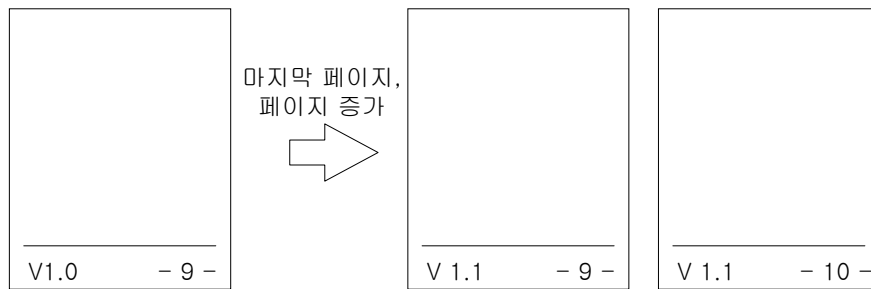 마지막 페이지,
페이지 증가
V1.0 - 9 -
V 1.1 - 9 -
V 1.1 - 10 -